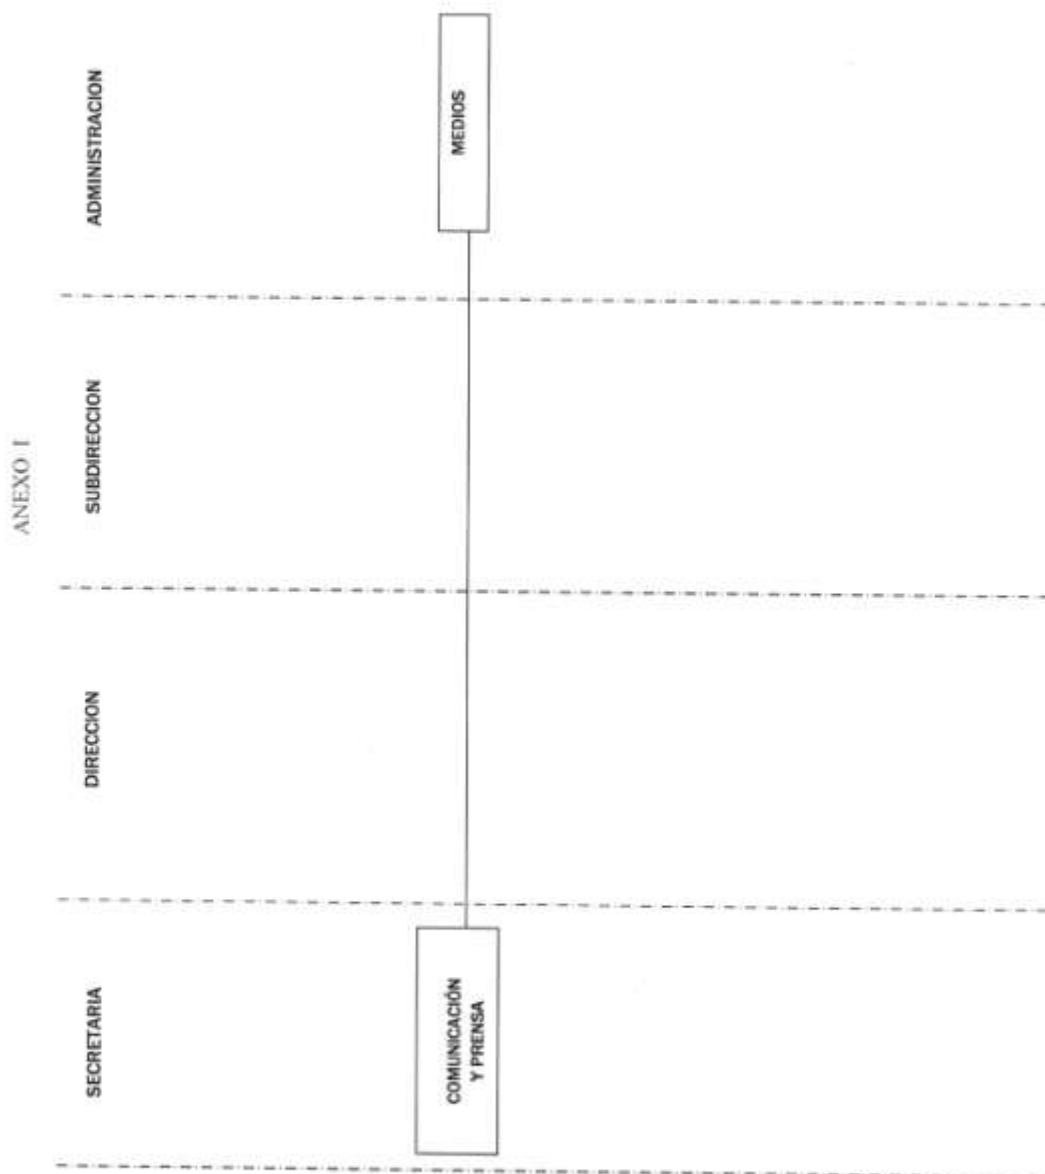 ANEXO I
SECRETARIA
DIRECCION
SUBDIRECCION
ADMINISTRACION
COMUNICACIÓN
Y PRENSA
MEDIOS